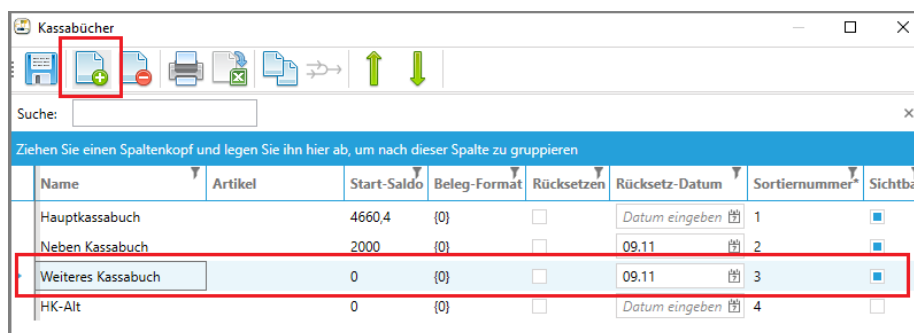 Kassabücher
Suche:
Ziehen Sie einen Spaltenkopf und legen Sie ihn hier ab, um nach dieser Spalte zu gruppieren
Name Artikel Start-Saldo Beleg-Format Rücksetzen Rücksetz-Datum Sortiernummer* Sichtba
Hauptkassabuch 4660,4 {0} Datum eingeben 1
Neben Kassabuch 2000 {0} 09.11 2
Weiteres Kassabuch 0 {0} 09.11 3
HK-Alt 0 {0} Datum eingeben 4